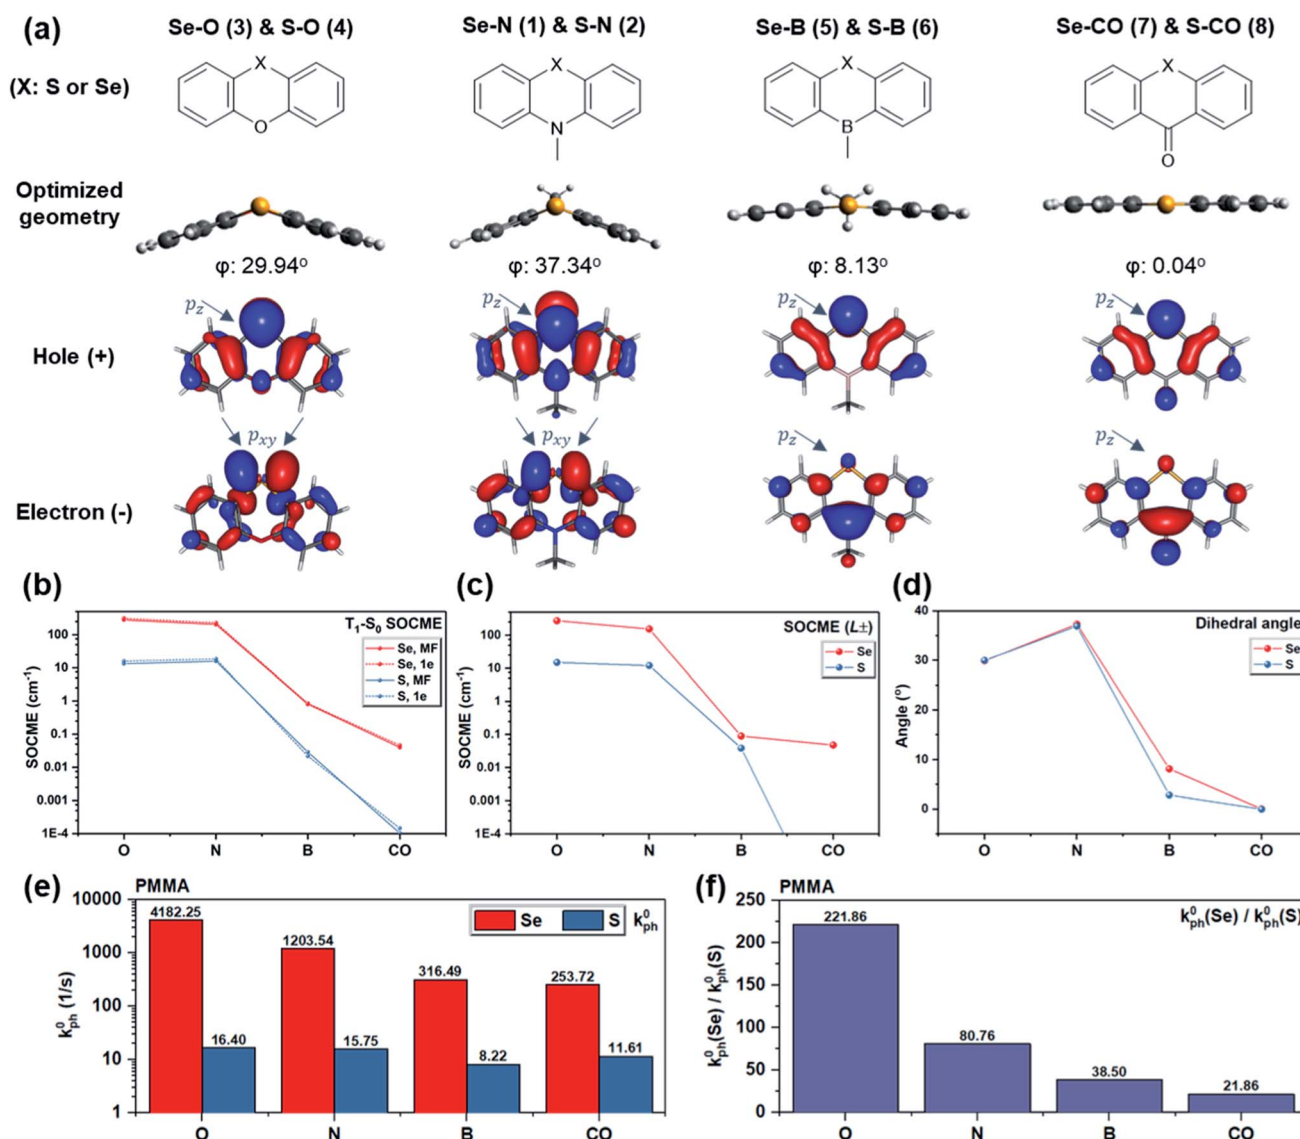 (a)
Se-O (3) & S-O (4)
Se-N (1) & S-N (2)
Se-B (5) & S-B (6)
Se-CO (7) & S-CO (8)
(X: S or Se)
X
O
X
N
X
B
X
O
Optimized
geometry
φ: 29.94°
φ: 37.34°
φ: 8.13°
φ: 0.04°
Hole (+)
pz
pz
pz
pz
Electron (-)
pxy
pxy
pz
pz
(b)
T1-S0 SOCME
Se, MF
Se, 1e
S, MF
S, 1e
SOCME (cm-1)
100
10
1
0.1
0.01
0.001
1E-4
O N B CO
(c)
SOCME (L±)
Se
S
SOCME (cm-1)
100
10
1
0.1
0.01
0.001
1E-4
O N B CO
(d)
Dihedral angle
Se
S
Angle (°)
40
30
20
10
0
O N B CO
(e)
PMMA
Se S k0ph
k0ph (1/s)
10000
1000
100
10
1
4182.25
16.40
1203.54
15.75
316.49
8.22
253.72
11.61
O N B CO
(f)
PMMA
k0ph(Se) / k0ph(S)
k0ph(Se) / k0ph(S)
250
200
150
100
50
0
221.86
80.76
38.50
21.86
O N B CO